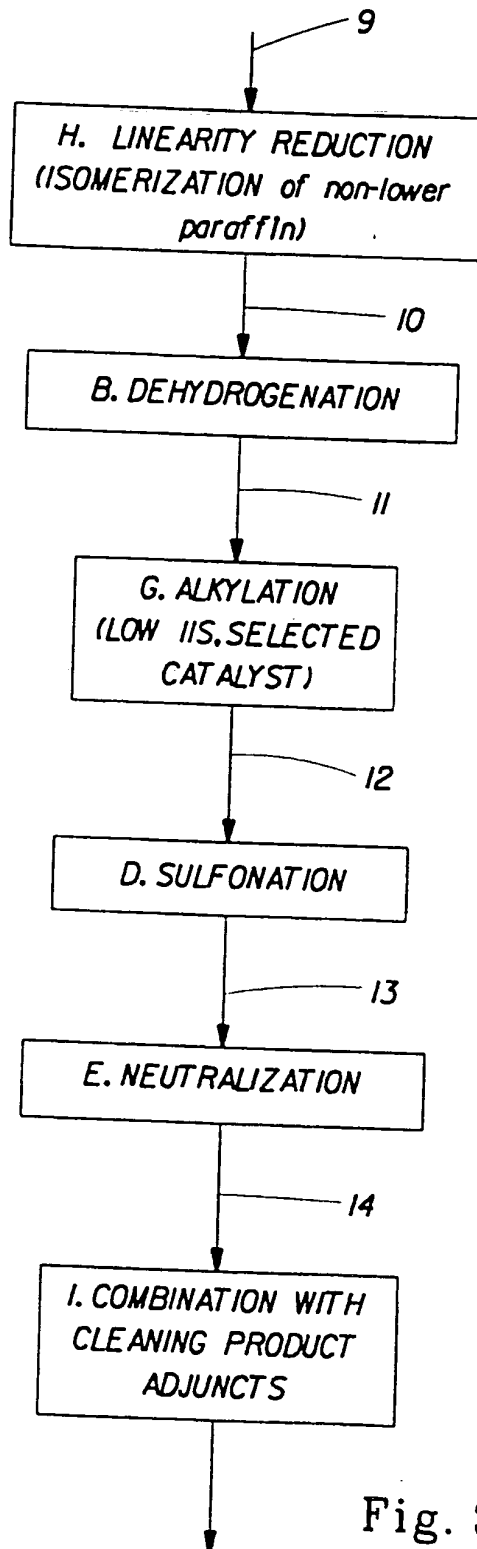 9
H. LINEARITY REDUCTION
(ISOMERIZATION of non-lower
paraffin)
10
B. DEHYDROGENATION
11
G. ALKYLATION
(LOW IIS. SELECTED
CATALYST)
12
D. SULFONATION
13
E. NEUTRALIZATION
14
I. COMBINATION WITH
CLEANING PRODUCT
ADJUNCTS
Fig.